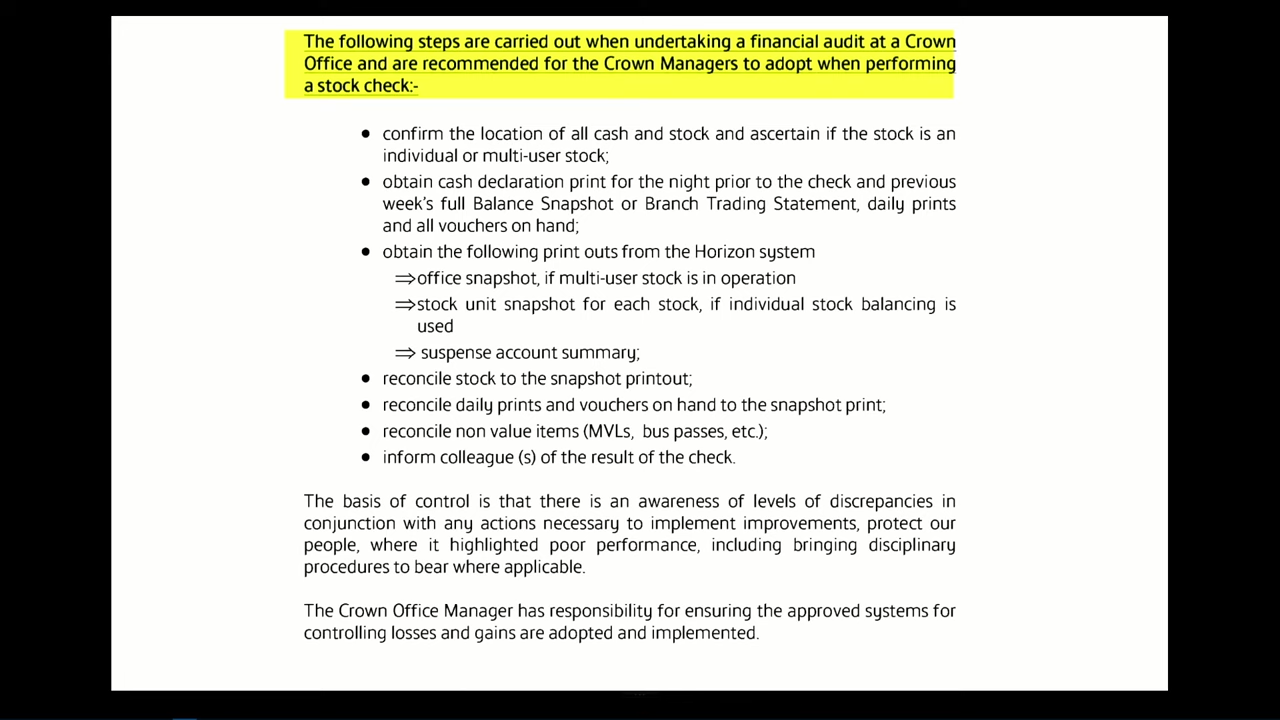 The following steps are carried out when undertaking a financial audit at a Crown
Office and are recommended for the Crown Managers to adopt when performing
a stock check:-
• confirm the location of all cash and stock and ascertain if the stock is an
individual or multi-user stock;
• obtain cash declaration print for the night prior to the check and previous
week's full Balance Snapshot or Branch Trading Statement, daily prints
and all vouchers on hand;
• obtain the following print outs from the Horizon system
⇒office snapshot, if multi-user stock is in operation
⇒stock unit snapshot for each stock, if individual stock balancing is
used
⇒ suspense account summary;
• reconcile stock to the snapshot printout;
• reconcile daily prints and vouchers on hand to the snapshot print;
• reconcile non value items (MVLs, bus passes, etc.);
• inform colleague (s) of the result of the check.
The basis of control is that there is an awareness of levels of discrepancies in
conjunction with any actions necessary to implement improvements, protect our
people, where it highlighted poor performance, including bringing disciplinary
procedures to bear where applicable.
The Crown Office Manager has responsibility for ensuring the approved systems for
controlling losses and gains are adopted and implemented.